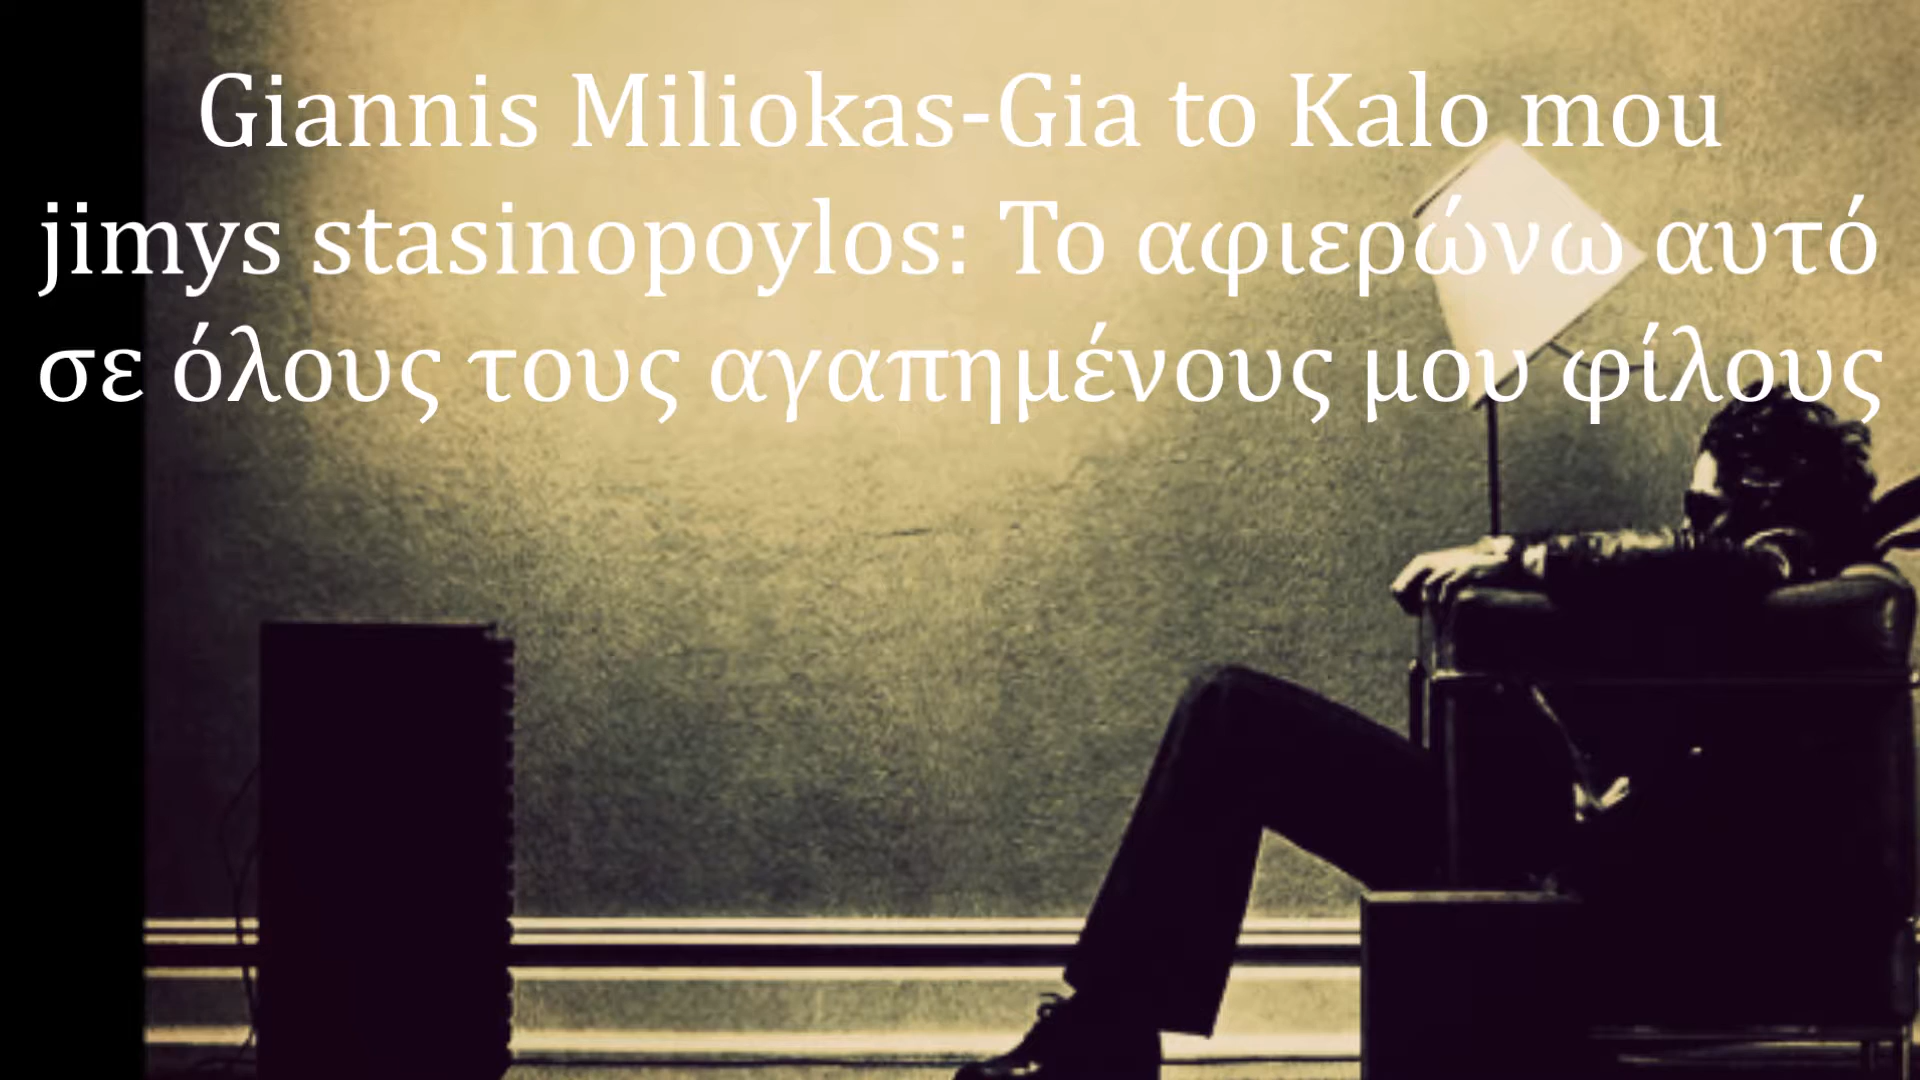 Giannis Miliokas-Gia to Kalo mou
jimys stasinopoylos: Το αφιερώνω αυτό
σε όλους τους αγαπημένους μου φίλους